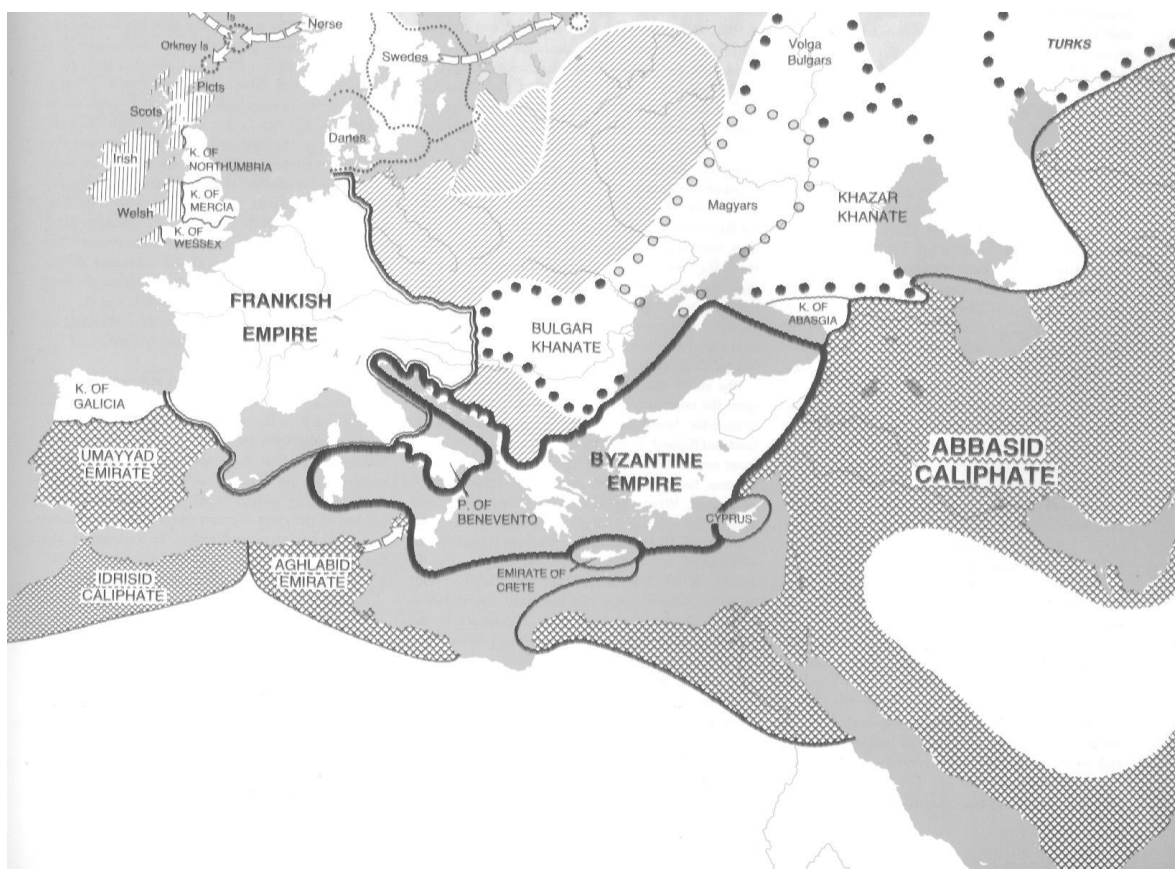 Is
Norse
Orkney Is
Swedes
Volga
Bulgars
TURKS
Picts
Scots
Danes
Irish
K. OF
NORTHUMBRIA
K. OF
MERCIA
Welsh
K. OF
WESSEX
Magyars
KHAZAR
KHANATE
FRANKISH
EMPIRE
BULGAR
KHANATE
K. OF
ABASGIA
K. OF
GALICIA
UMAYYAD
EMIRATE
BYZANTINE
EMPIRE
ABBASID
CALIPHATE
P. OF
BENEVENTO
CYPRUS
IDRISID
CALIPHATE
AGHLABID
EMIRATE
EMIRATE OF
CRETE